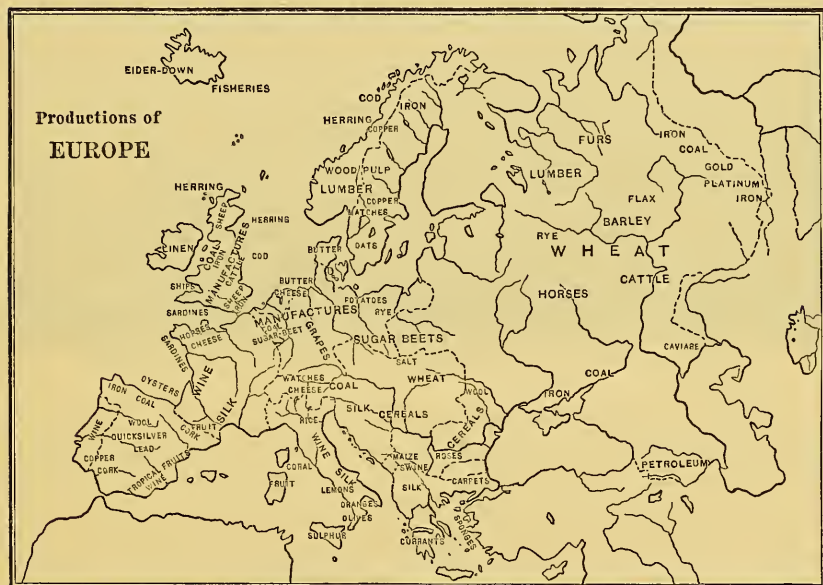 Productions of
EUROPE
EIDER-DOWN
FISHERIES
COD
HERRING
COPPER
IRON
WOOD PULP
LUMBER
COPPER
MATCHES
OATS
FURS
LUMBER
IRON
COAL
GOLD
PLATINUM
IRON
FLAX
BARLEY
RYE
WHEAT
CATTLE
HORSES
CAVIARE
COAL
IRON
HERRING
SHEEP
HERRING
LINEN
COAL
IRON
MANUFACTURES
CATTLE
COD
SHIPS
SHEEP
IRON
SARDINES
BUTTER
BUTTER
CHEESE
POTATOES
RYE
MANUFACTURES
COAL
SUGAR-BEET
GRAPES
SUGAR BEETS
SALT
HORSES
CHEESE
SARDINES
OYSTERS
WINE
SILK
FRUIT
WATCHES
CHEESE
COAL
WHEAT
WOOL
SILK
CEREALS
CEREALS
RICE
IRON
COAL
WINE
WOOL
CORK
QUICKSILVER
LEAD
COPPER
CORK
TROPICAL FRUITS
WINE
WINE
SILK
CORAL
FRUIT
LEMONS
ORANGES
OLIVES
SULPHUR
MAIZE
SWINE
ROSES
SILK
CARPETS
CURRANTS
SPONGES
PETROLEUM